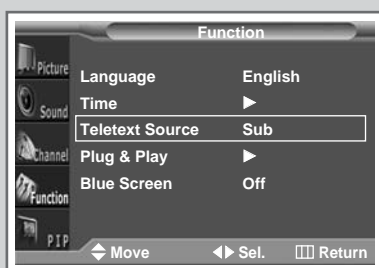 Function
Picture
Sound
Channel
Function
PIP
Language English
Time ▶
Teletext Source Sub
Plug & Play ▶
Blue Screen Off
Move Sel. Return